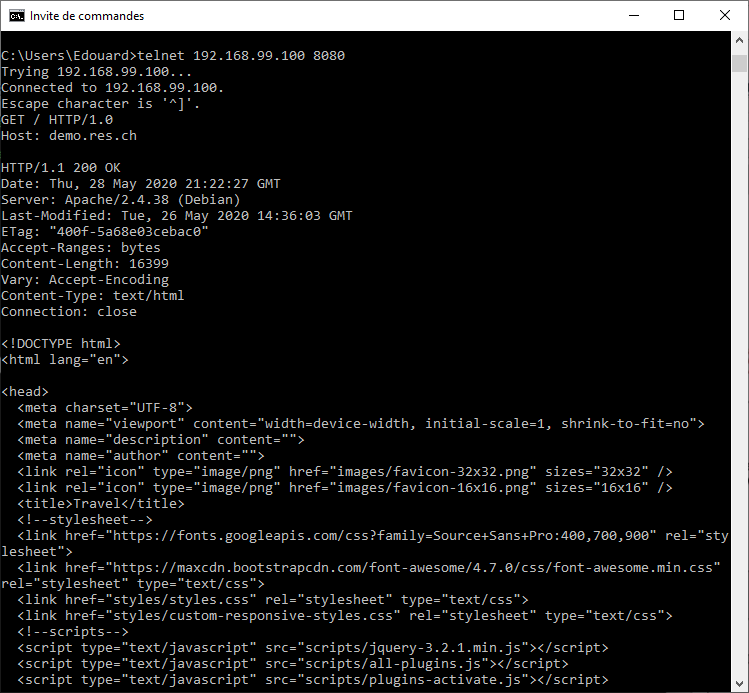 Invite de commandes
C:\Users\Edouard>telnet 192.168.99.100 8080
Trying 192.168.99.100...
Connected to 192.168.99.100.
Escape character is '^]'.
GET / HTTP/1.0
Host: demo.res.ch

HTTP/1.1 200 OK
Date: Thu, 28 May 2020 21:22:27 GMT
Server: Apache/2.4.38 (Debian)
Last-Modified: Tue, 26 May 2020 14:36:03 GMT
ETag: "400f-5a68e03cebac0"
Accept-Ranges: bytes
Content-Length: 16399
Vary: Accept-Encoding
Content-Type: text/html
Connection: close

<!DOCTYPE html>
<html lang="en">

<head>
  <meta charset="UTF-8">
  <meta name="viewport" content="width=device-width, initial-scale=1, shrink-to-fit=no">
  <meta name="description" content="">
  <meta name="author" content="">
  <link rel="icon" type="image/png" href="images/favicon-32x32.png" sizes="32x32" />
  <link rel="icon" type="image/png" href="images/favicon-16x16.png" sizes="16x16" />
  <title>Travel</title>
  <!--stylesheet-->
  <link href="https://fonts.googleapis.com/css?family=Source+Sans+Pro:400,700,900" rel="sty
lesheet">
  <link href="https://maxcdn.bootstrapcdn.com/font-awesome/4.7.0/css/font-awesome.min.css"
rel="stylesheet" type="text/css">
  <link href="styles/styles.css" rel="stylesheet" type="text/css">
  <link href="styles/custom-responsive-styles.css" rel="stylesheet" type="text/css">
  <!--scripts-->
  <script type="text/javascript" src="scripts/jquery-3.2.1.min.js"></script>
  <script type="text/javascript" src="scripts/all-plugins.js"></script>
  <script type="text/javascript" src="scripts/plugins-activate.js"></script>